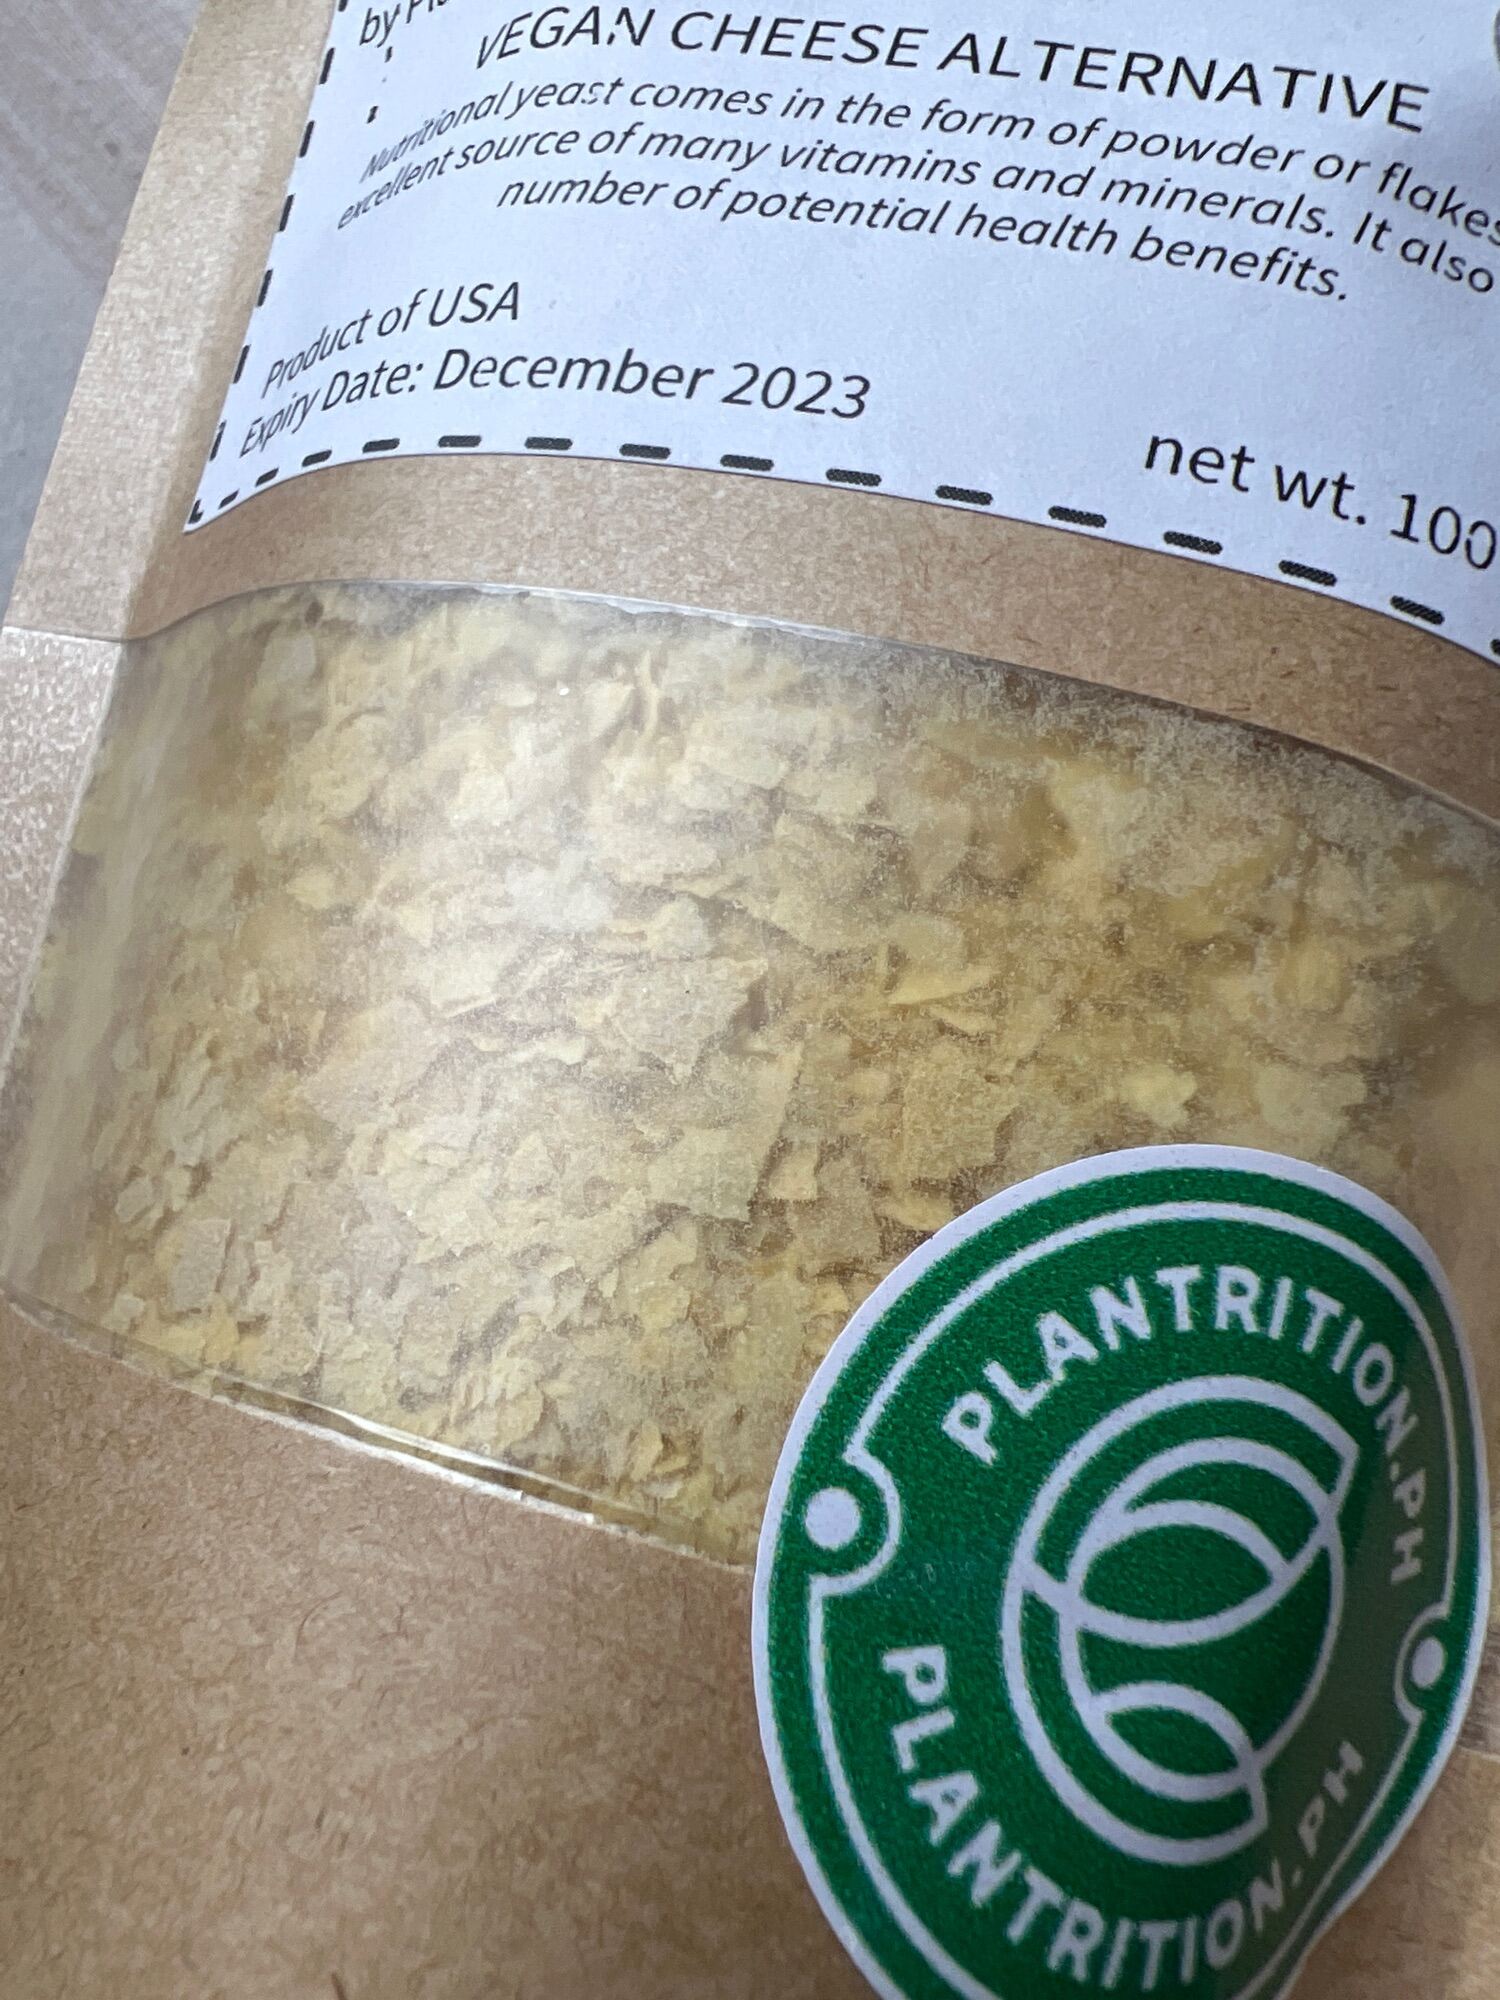 by
VEGAN CHEESE ALTERNATIVE
Nutritional yeast comes in the form of powder or flakes
excellent source of many vitamins and minerals. It also
number of potential health benefits.
Product of USA
Expiry Date: December 2023
net wt. 100
PLANTRITION.PH
PLANTRITION.PH